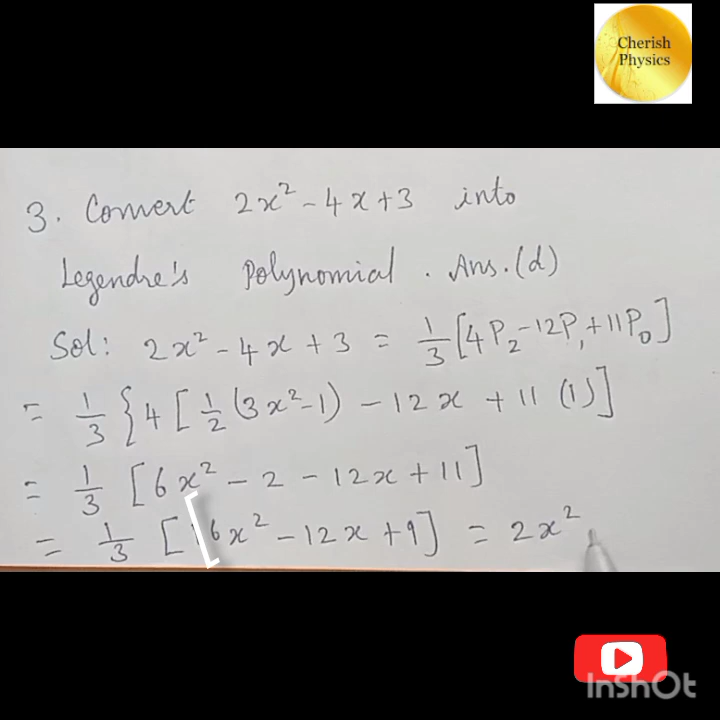 Cherish
Physics
3. Convert 2x² - 4x + 3 into
Legendre's Polynomial. Ans. (d)
Sol: 2x² - 4x + 3 = 1/3 [4P₂ - 12P₁ + 11P₀]
= 1/3 {4 [1/2 (3x² - 1) - 12x + 11 (1)]
= 1/3 [6x² - 2 - 12x + 11]
= 1/3 [[6x² - 12x + 9] = 2x²
InShOt